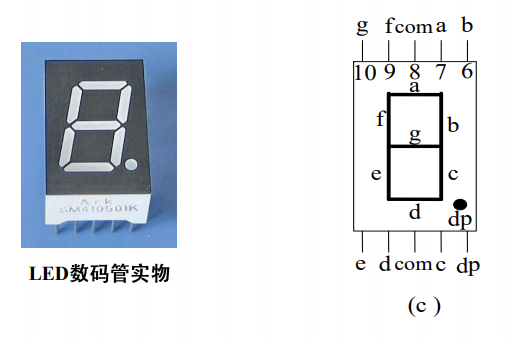 Ark
SM410501K
LED数码管实物
g f com a b
10 9 8 7 6
a
f
b
g
e
c
d
dp
e d com c dp
(c )